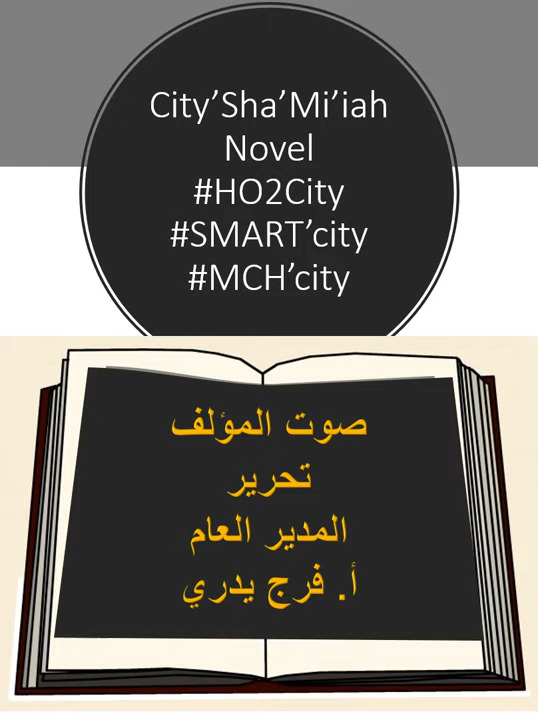 City’Sha’Mi’iah
Novel
#HO2City
#SMART’city
#MCH’city
صوت المؤلف
تحرير
المدير العام
أ. فرج يدري